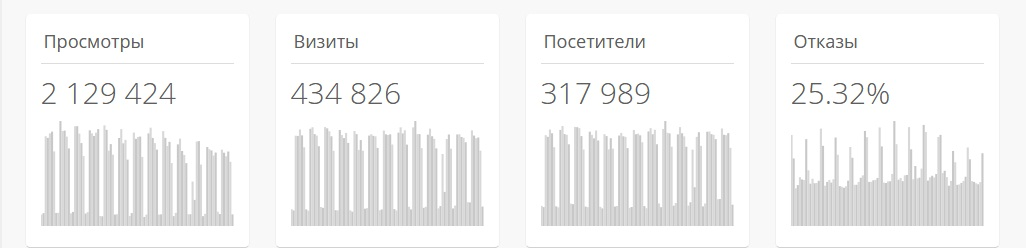 Просмотры
2 129 424
Визиты
434 826
Посетители
317 989
Отказы
25.32%